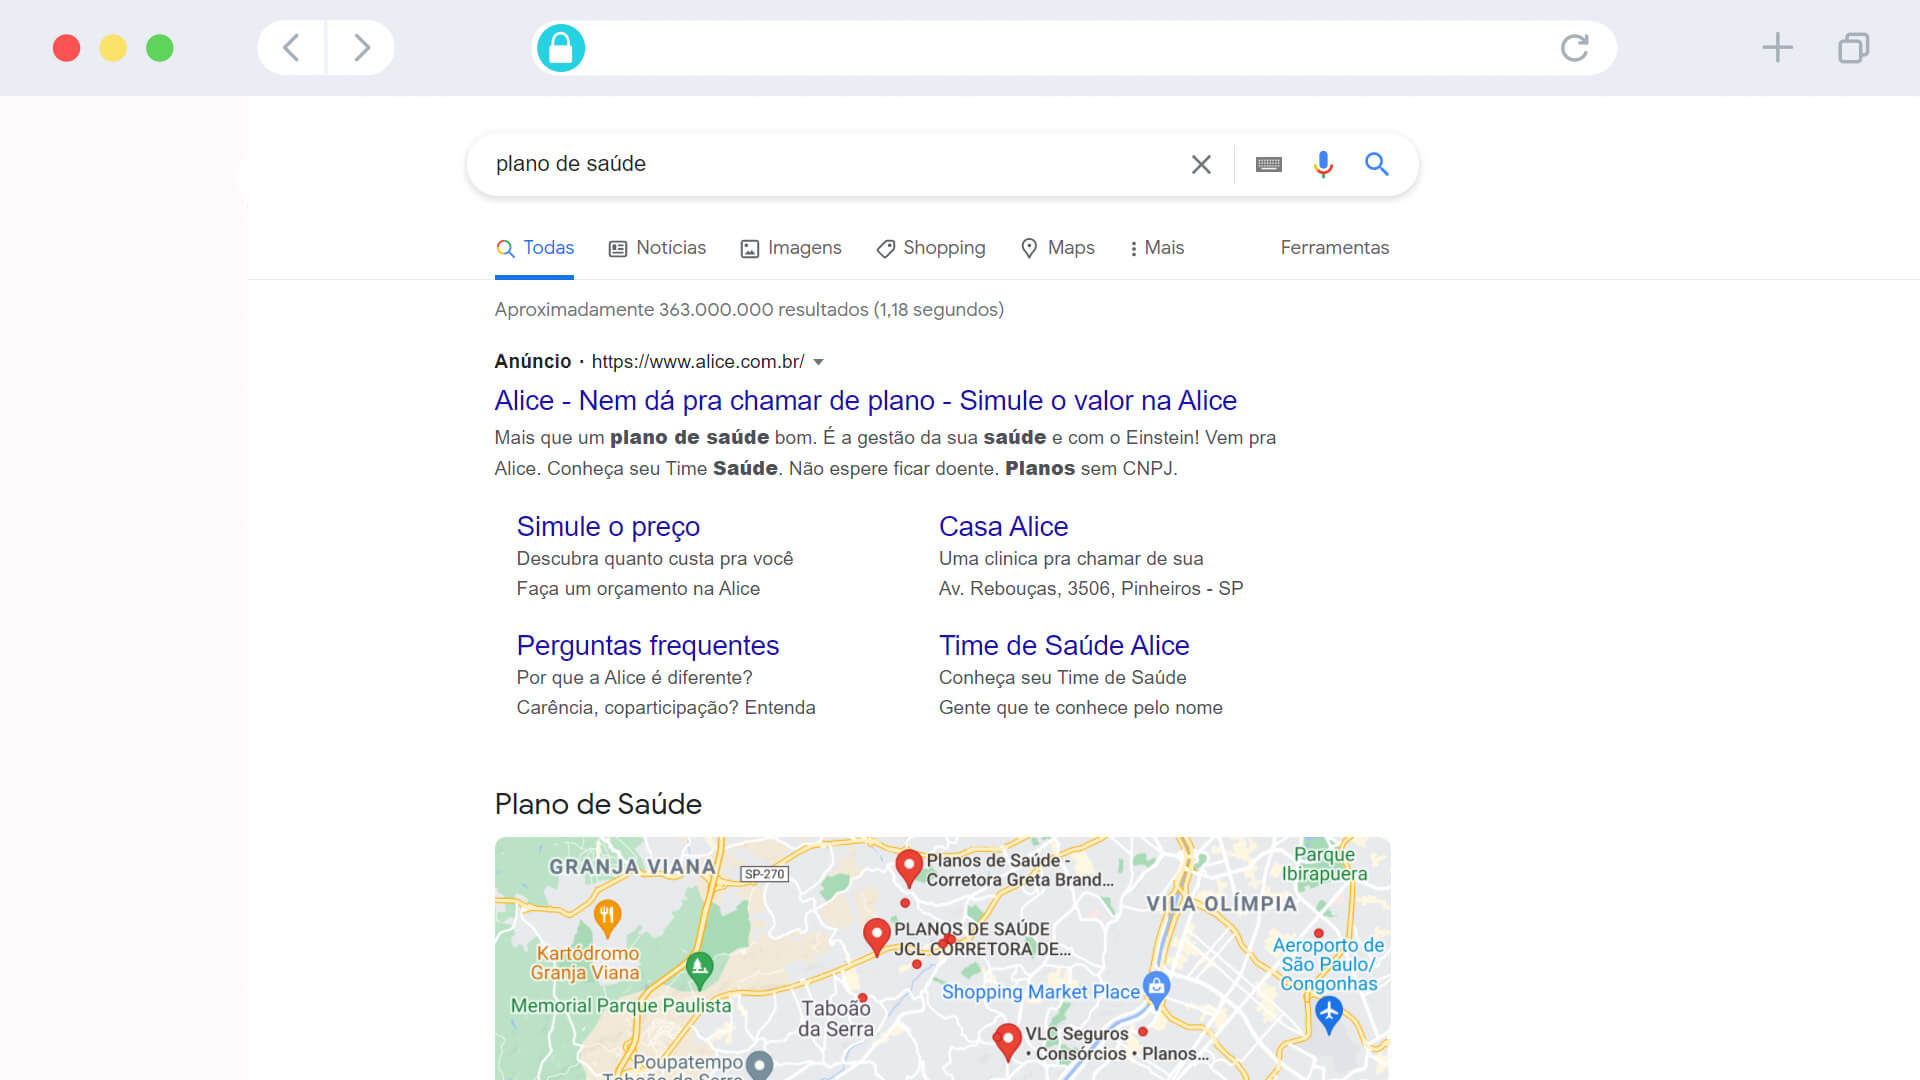 plano de saúde
Todas
Notícias
Imagens
Shopping
Maps
Mais
Ferramentas
Aproximadamente 363.000.000 resultados (1,18 segundos)
Anúncio · https://www.alice.com.br/
Alice - Nem dá pra chamar de plano - Simule o valor na Alice
Mais que um plano de saúde bom. É a gestão da sua saúde e com o Einstein! Vem pra
Alice. Conheça seu Time Saúde. Não espere ficar doente. Planos sem CNPJ.
Simule o preço
Descubra quanto custa pra você
Faça um orçamento na Alice
Casa Alice
Uma clinica pra chamar de sua
Av. Rebouças, 3506, Pinheiros - SP
Perguntas frequentes
Por que a Alice é diferente?
Carência, coparticipação? Entenda
Time de Saúde Alice
Conheça seu Time de Saúde
Gente que te conhece pelo nome
Plano de Saúde
GRANJA VIANA
SP-270
Planos de Saúde -
Corretora Greta Brand...
Parque
Ibirapuera
VILA OLÍMPIA
PLANOS DE SAÚDE
JCL CORRETORA DE...
Kartódromo
Granja Viana
Aeroporto de
São Paulo/
Congonhas
Memorial Parque Paulista
Shopping Market Place
Taboão
da Serra
VLC Seguros
• Consórcios • Planos...
Poupatempo
Taboão da Serra